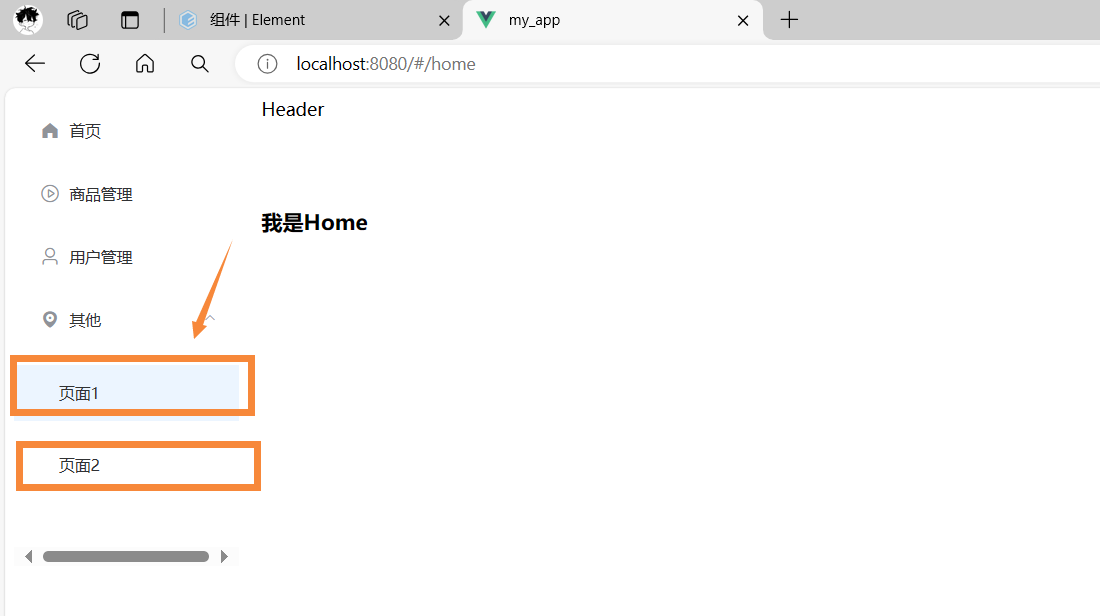 组件 | Element
my_app
localhost:8080/#/home
Header
首页
商品管理
我是Home
用户管理
其他
页面1
页面2